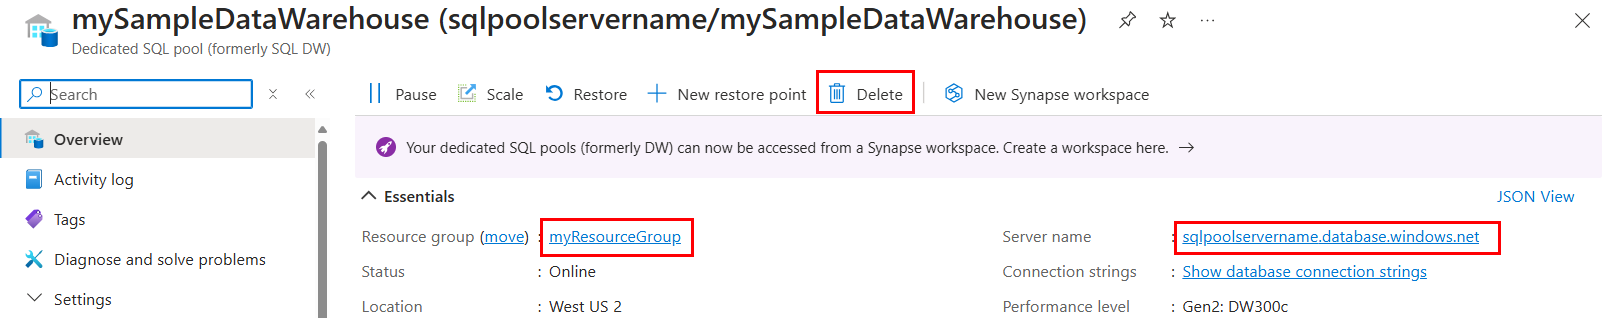 mySampleDataWarehouse (sqlpoolservername/mySampleDataWarehouse)
Dedicated SQL pool (formerly SQL DW)
Search
Pause Scale Restore New restore point Delete New Synapse workspace
Overview
Activity log
Tags
Diagnose and solve problems
Settings
Your dedicated SQL pools (formerly DW) can now be accessed from a Synapse workspace. Create a workspace here. →
Essentials
JSON View
Resource group (move) : myResourceGroup
Status : Online
Location : West US 2
Server name : sqlpoolservername.database.windows.net
Connection strings : Show database connection strings
Performance level : Gen2: DW300c